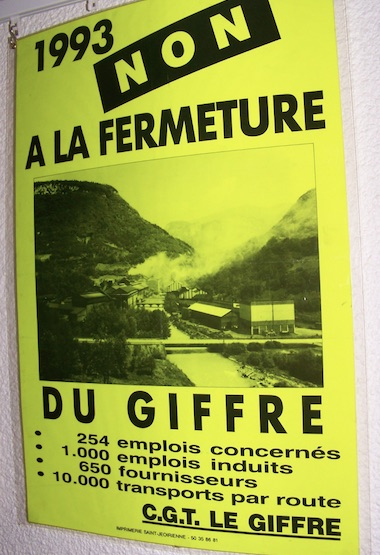 1993
NON
A LA FERMETURE
DU GIFFRE
• 254 emplois concernés
• 1.000 emplois induits
• 650 fournisseurs
• 10.000 transports par route
C.G.T. LE GIFFRE
IMPRIMERIE SAINT-JEOIRIENNE - 50 35 86 81